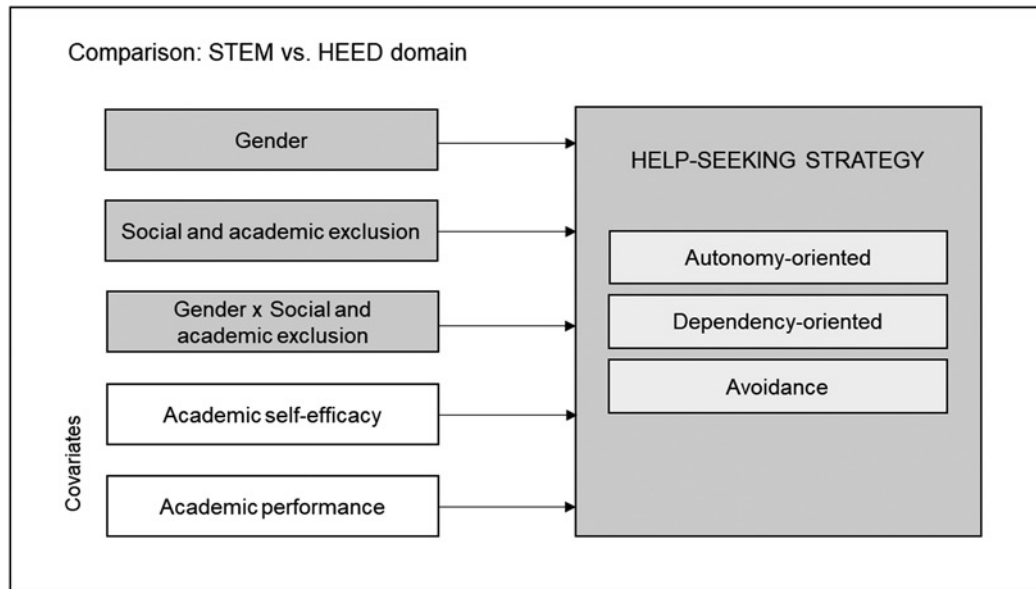 Comparison: STEM vs. HEED domain
Gender
Social and academic exclusion
Gender x Social and
academic exclusion
Covariates
Academic self-efficacy
Academic performance
HELP-SEEKING STRATEGY
Autonomy-oriented
Dependency-oriented
Avoidance